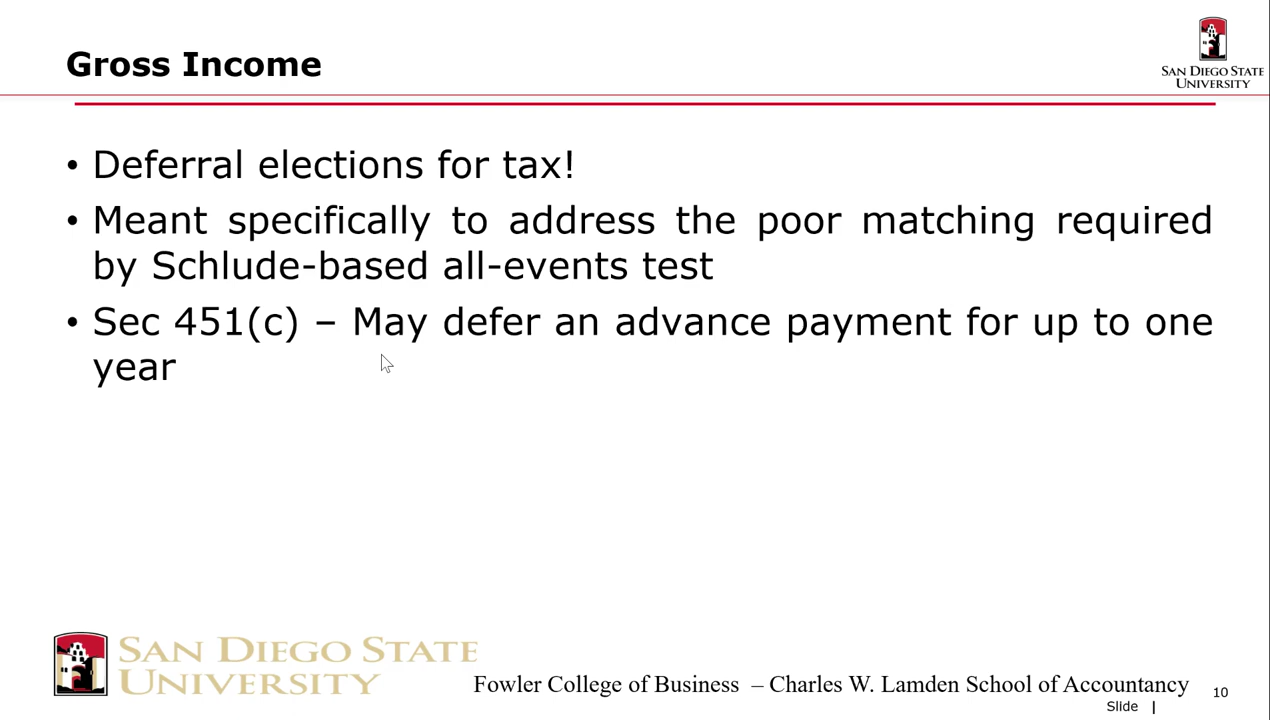 Gross Income
SAN DIEGO STATE
UNIVERSITY
• Deferral elections for tax!
• Meant specifically to address the poor matching required
by Schlude-based all-events test
• Sec 451(c) – May defer an advance payment for up to one
year
SAN DIEGO STATE
UNIVERSITY
Fowler College of Business – Charles W. Lamden School of Accountancy
10
Slide |